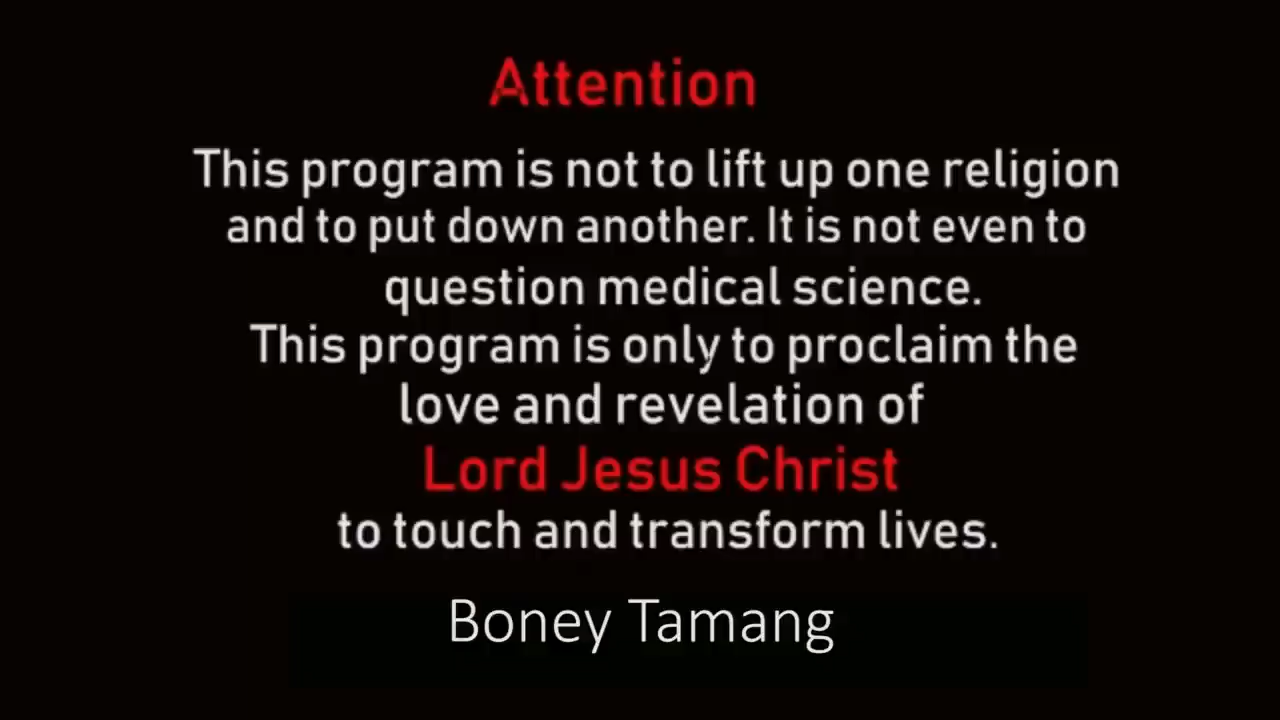 Attention
This program is not to lift up one religion
and to put down another. It is not even to
question medical science.
This program is only to proclaim the
love and revelation of
Lord Jesus Christ
to touch and transform lives.
Boney Tamang